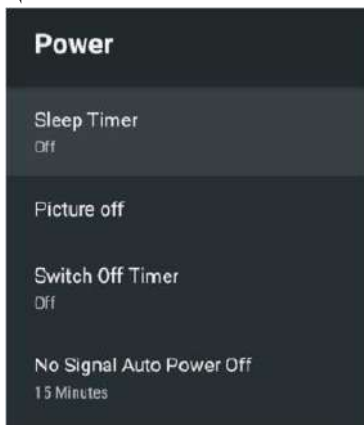 Power
Sleep Timer
Off
Picture off
Switch Off Timer
Off
No Signal Auto Power Off
15 Minutes